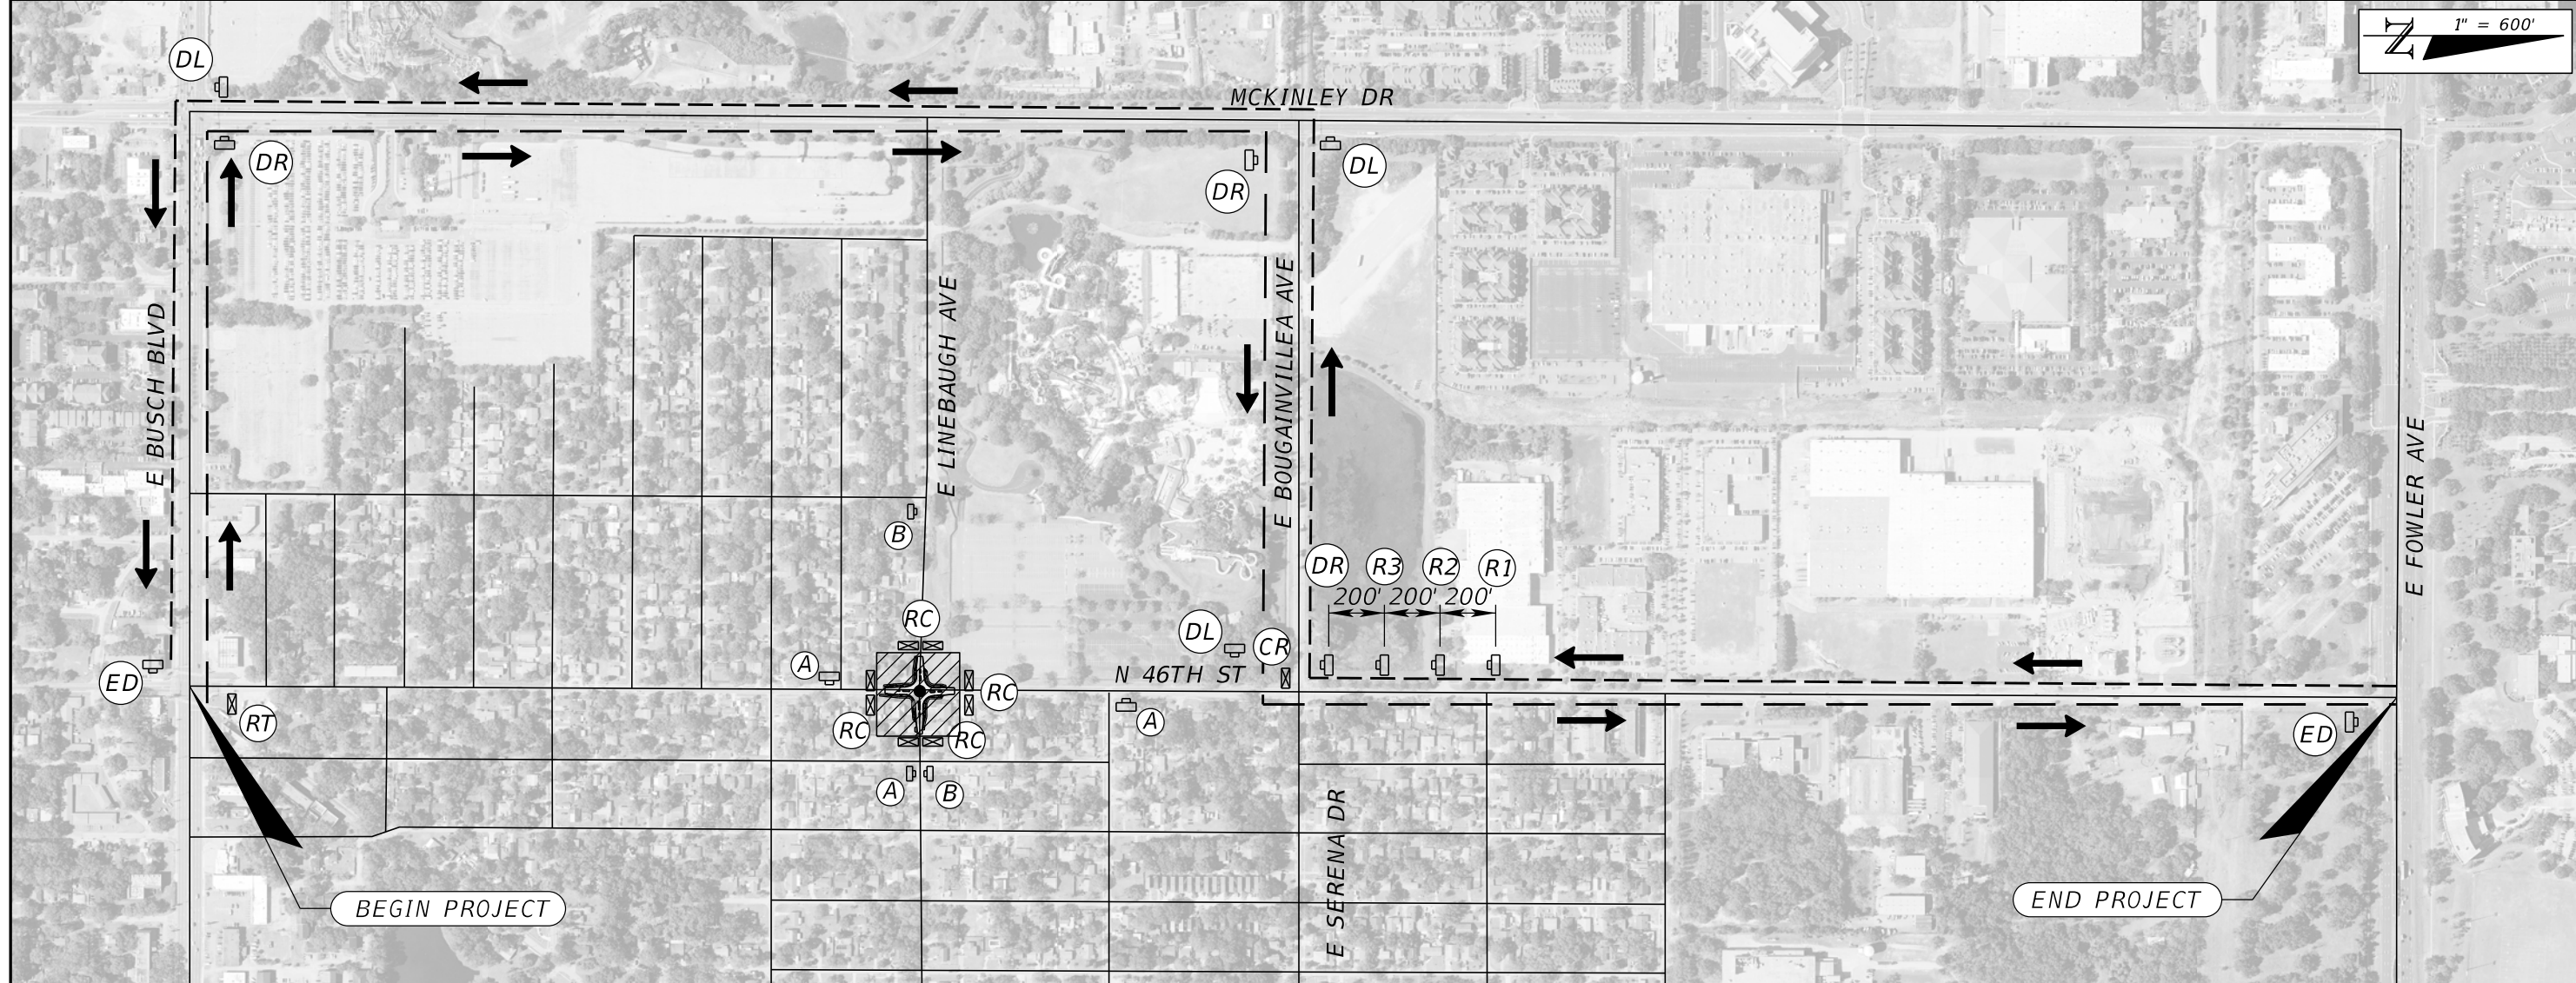 1" = 600'
N
DL
MCKINLEY DR
DR
DR
DL
E BUSCH BLVD
E LINEBAUGH AVE
E BOUGAINVILLEA AVE
E FOWLER AVE
B
DR
R3
R2
R1
200'
200'
200'
RC
DL
CR
A
N 46TH ST
ED
RC
RT
RC
RC
A
ED
A
B
E SERENA DR
BEGIN PROJECT
END PROJECT